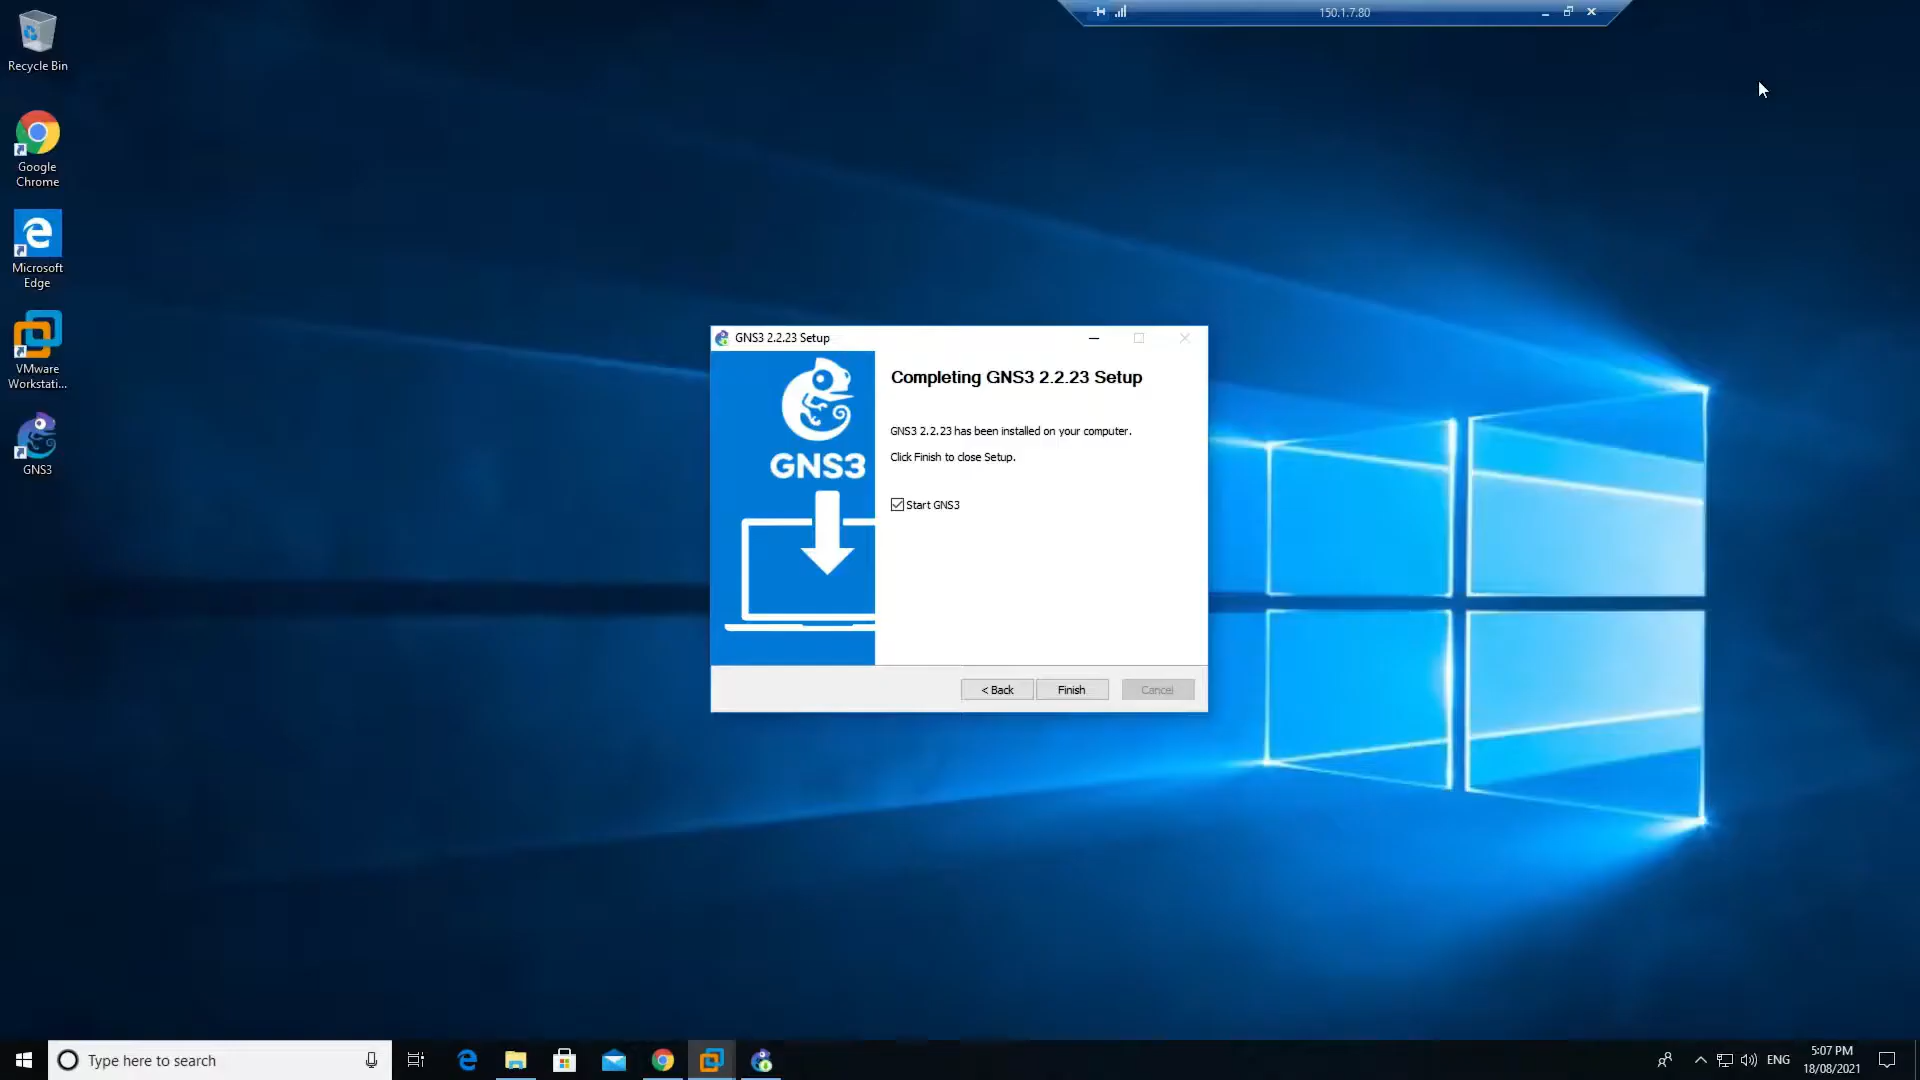 150.1.7.80
Recycle Bin
Google
Chrome
Microsoft
Edge
VMware
Workstati...
GNS3
GNS3 2.2.23 Setup
GNS3
Completing GNS3 2.2.23 Setup
GNS3 2.2.23 has been installed on your computer.
Click Finish to close Setup.
Start GNS3
< Back
Finish
Cancel
Type here to search
ENG
5:07 PM
18/08/2021